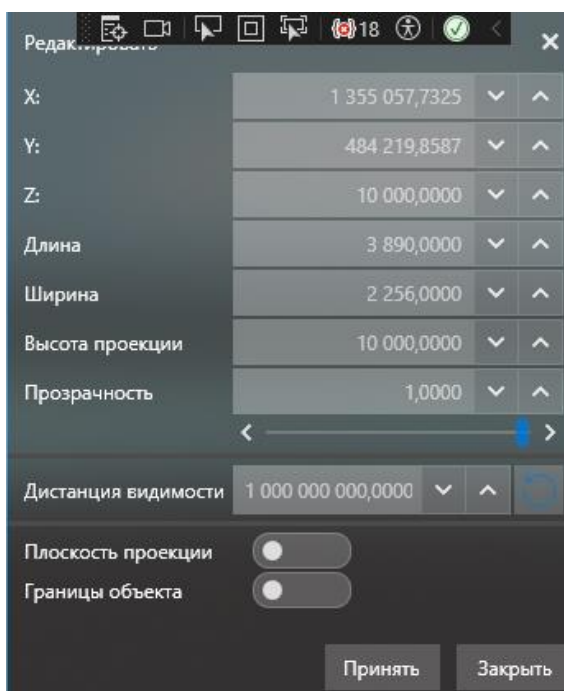 18
X: 1 355 057,7325
Y: 484 219,8587
Z: 10 000,0000
Длина 3 890,0000
Ширина 2 256,0000
Высота проекции 10 000,0000
Прозрачность 1,0000
Дистанция видимости 1 000 000 000,0000
Плоскость проекции
Границы объекта
Принять Закрыть